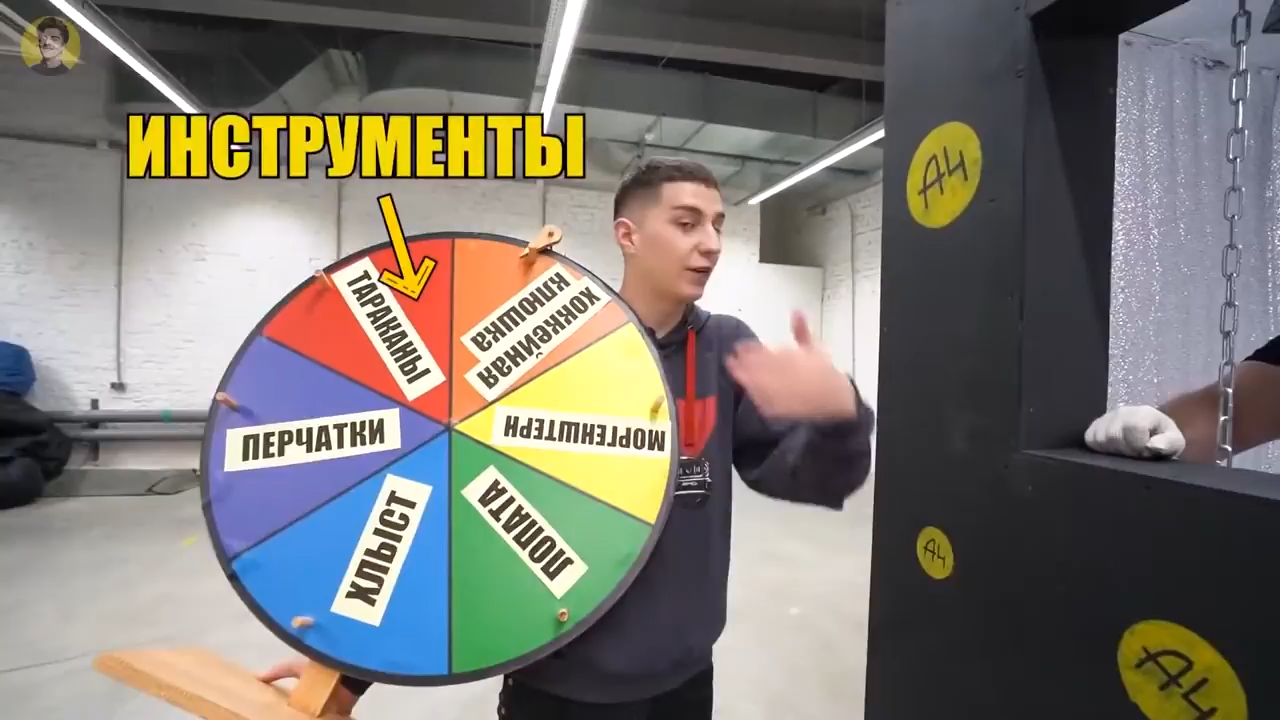 ИНСТРУМЕНТЫ
ТАРАКАНЫ
ХОККЕЙНАЯ
КЛЮШКА
МОРГЕНШТЕРН
ЛОПАТА
ХЛЫСТ
ПЕРЧАТКИ
А4
А4
А4